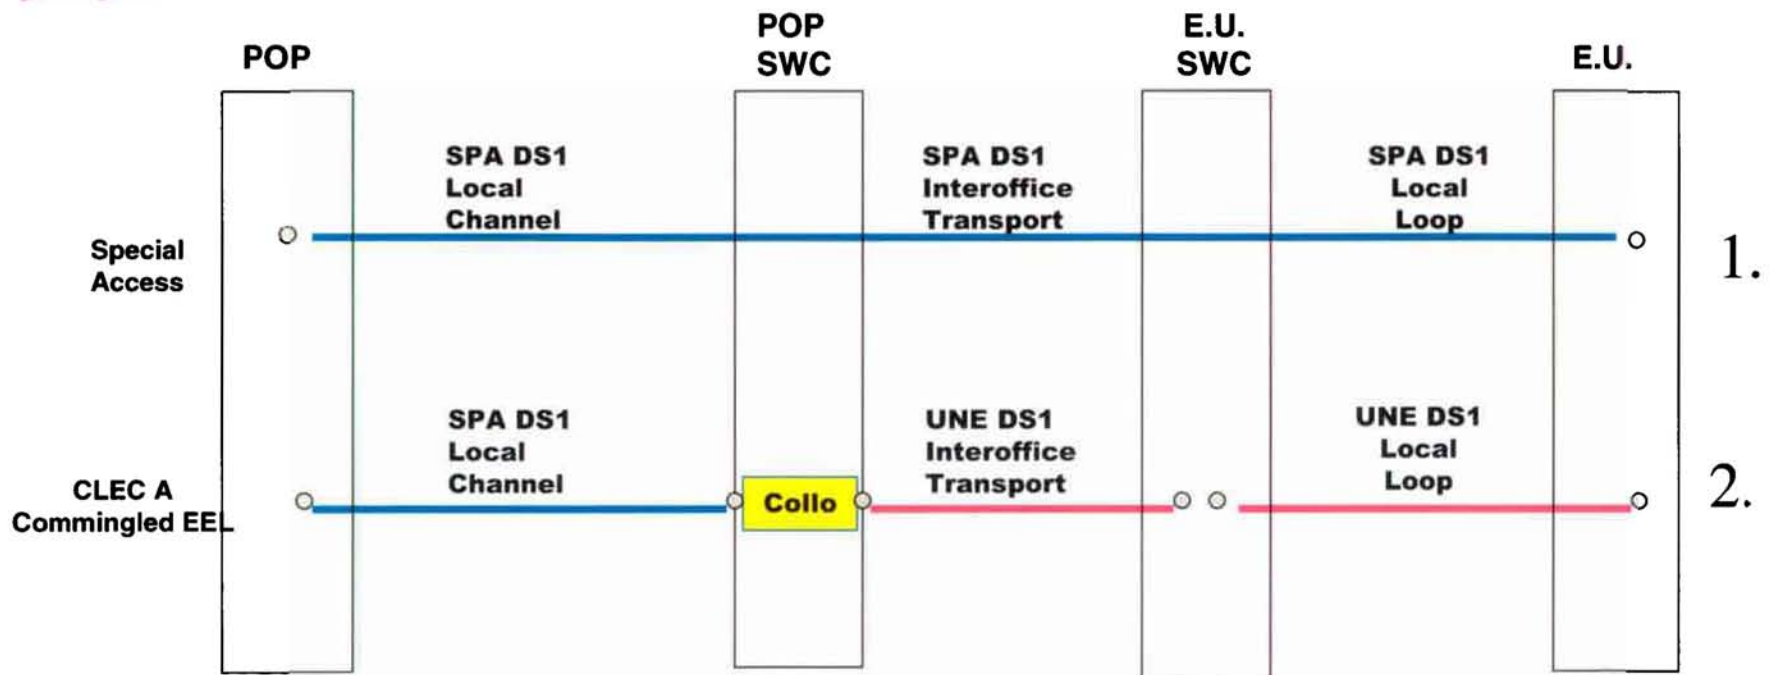 POP
POP
SWC
E.U.
SWC
E.U.
SPA DS1
Local
Channel
SPA DS1
Interoffice
Transport
SPA DS1
Local
Loop
Special
Access
1.
SPA DS1
Local
Channel
Collo
UNE DS1
Interoffice
Transport
UNE DS1
Local
Loop
CLEC A
Commingled EEL
2.